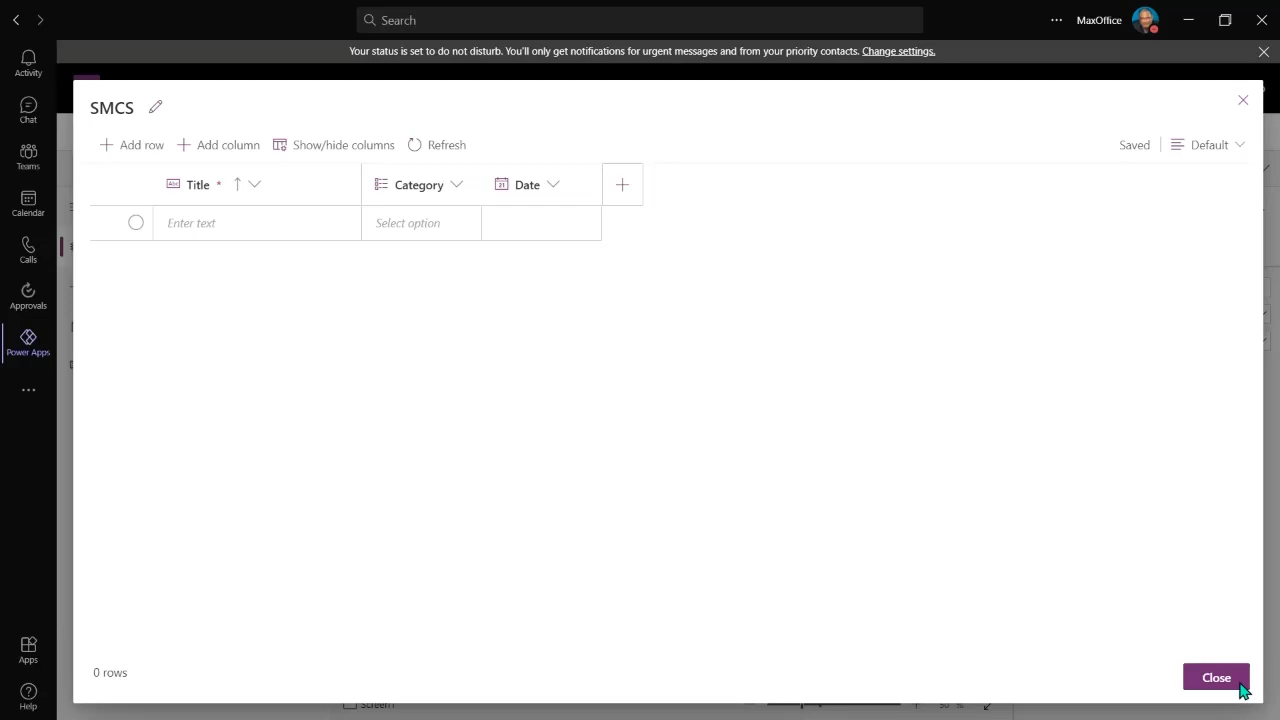 Search
MaxOffice
Your status is set to do not disturb. You'll only get notifications for urgent messages and from your priority contacts. Change settings.
Activity
Chat
Teams
Calendar
Calls
Approvals
Power Apps
Apps
Help
SMCS
Add row
Add column
Show/hide columns
Refresh
Saved
Default
Title *
Category
Date
Enter text
Select option
0 rows
Close
Screen1
50 %